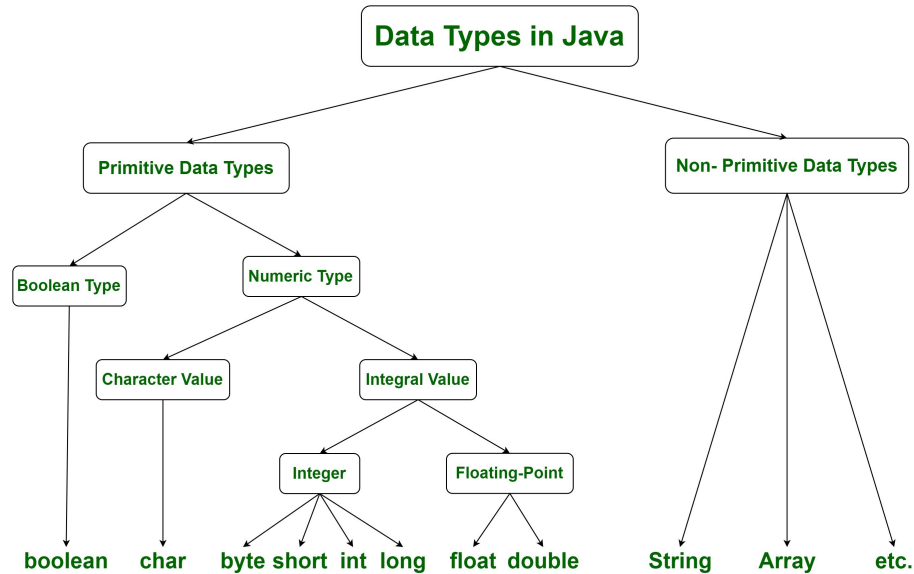 Data Types in Java
Primitive Data Types
Non- Primitive Data Types
Boolean Type
Numeric Type
Character Value
Integral Value
Integer
Floating-Point
boolean
char
byte
short
int
long
float
double
String
Array
etc.